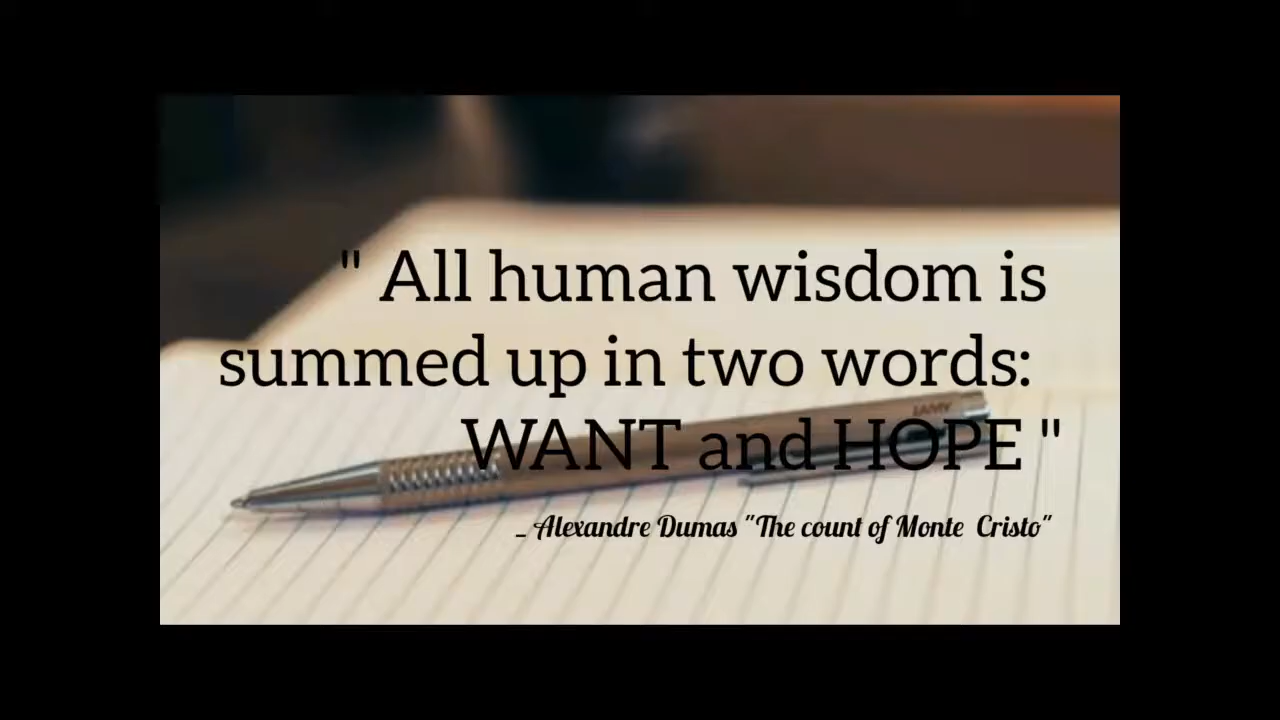 " All human wisdom is
summed up in two words:
WANT and HOPE "
_ Alexandre Dumas "The count of Monte Cristo"
LAMY